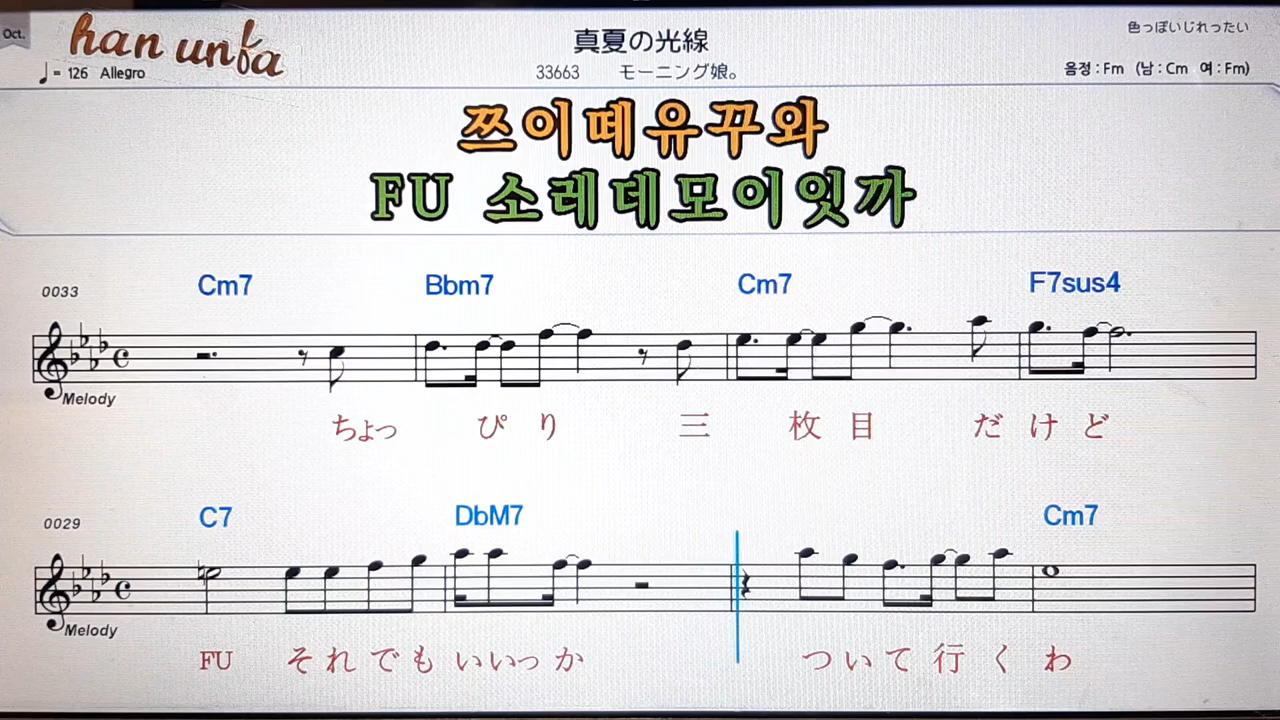 Oct.
han unfa
真夏の光線
色っぽいじれったい
= 126 Allegro
33663 モーニング娘。
음정 : Fm (남 : Cm 여 : Fm)
쯔이떼유꾸와
FU 소레데모이잇까
0033 Cm7 Bbm7 Cm7 F7sus4
Melody
ちょっ ぴ り 三 枚 目 だ け ど
0029 C7 DbM7 Cm7
Melody
FU そ れ で も い いっ か つ い て 行 く わ